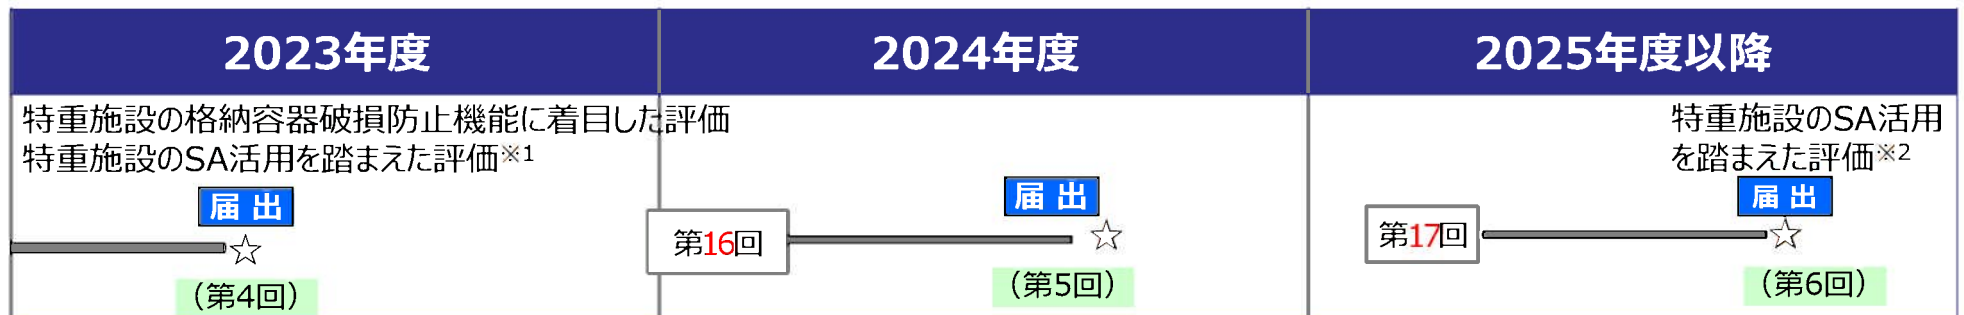 2023年度
2024年度
2025年度以降
特重施設の格納容器破損防止機能に着目した評価
特重施設のSA活用を踏まえた評価※1
届出
☆
(第4回)
第16回
届出
☆
(第5回)
特重施設のSA活用
を踏まえた評価※2
第17回
届出
☆
(第6回)